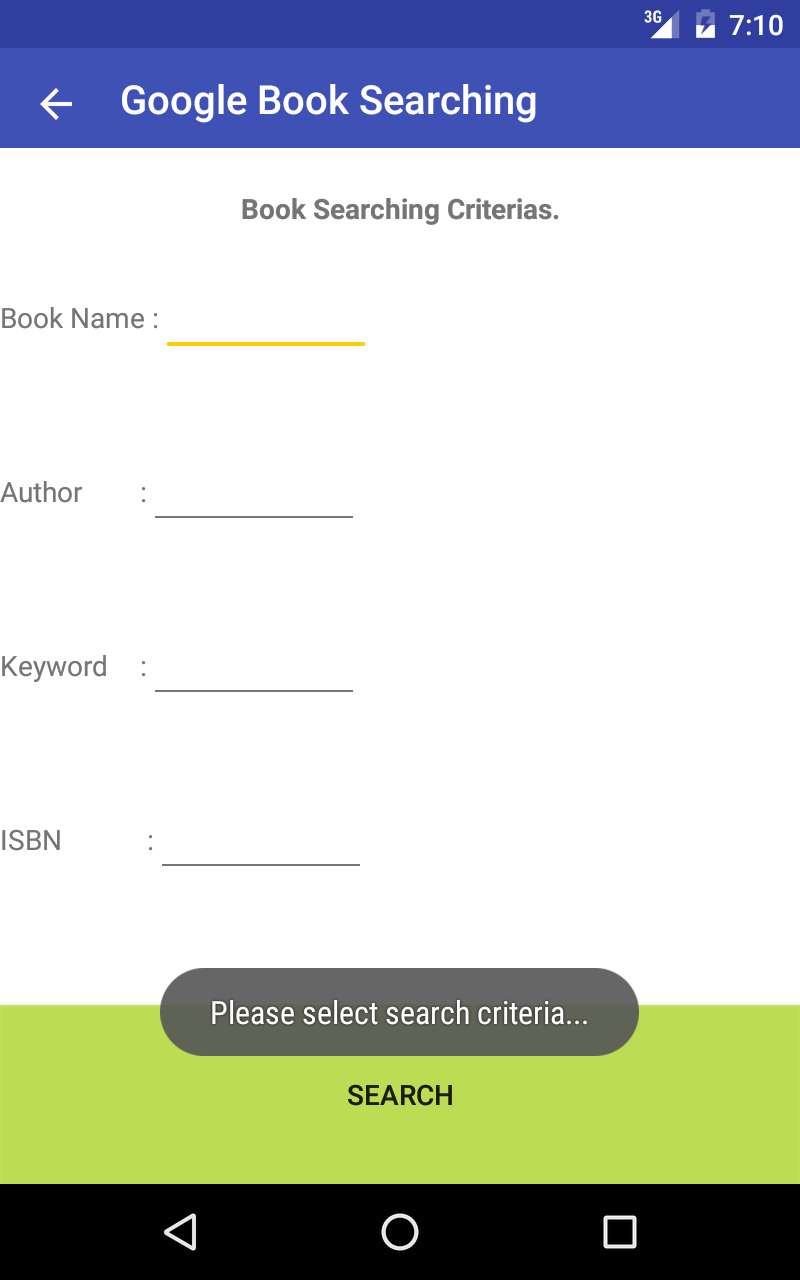 3G 7:10
Google Book Searching
Book Searching Criterias.
Book Name :
Author :
Keyword :
ISBN :
Please select search criteria...
SEARCH